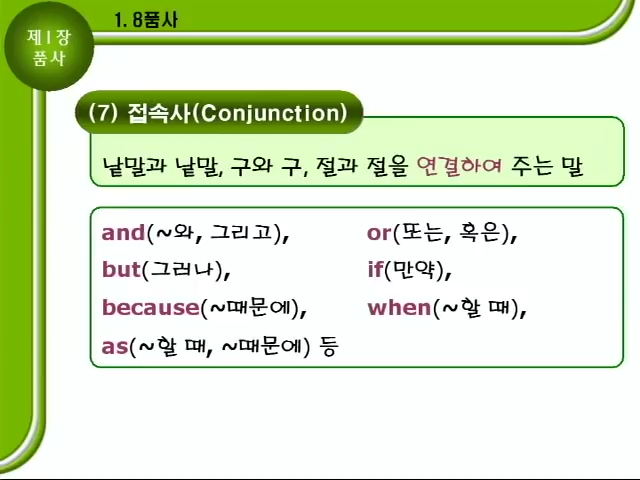 1. 8품사
제Ⅰ장
품사
(7) 접속사(Conjunction)
낱말과 낱말, 구와 구, 절과 절을 연결하여 주는 말
and(~와, 그리고), or(또는, 혹은),
but(그러나), if(만약),
because(~때문에), when(~할 때),
as(~할 때, ~때문에) 등